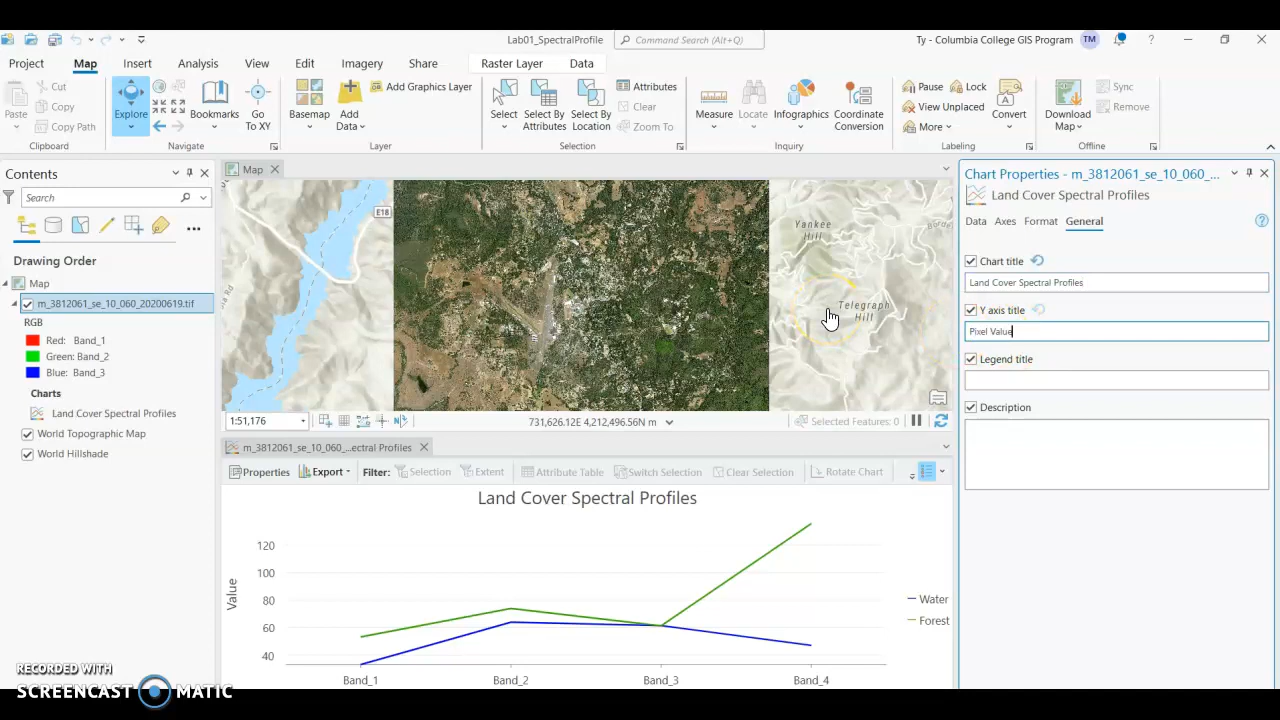 Lab01_SpectralProfile
Command Search (Alt+Q)
Ty - Columbia College GIS Program
TM
?
Project
Map
Insert
Analysis
View
Edit
Imagery
Share
Raster Layer
Data
Paste
Cut
Copy
Copy Path
Clipboard
Explore
Bookmarks
Go To XY
Navigate
Basemap
Add Data
Add Graphics Layer
Layer
Select
Select By Attributes
Select By Location
Attributes
Clear
Zoom To
Selection
Measure
Locate
Infographics
Coordinate Conversion
Inquiry
Pause
Lock
View Unplaced
More
Convert
Labeling
Download Map
Sync
Remove
Offline
Contents
Search
Drawing Order
Map
m_3812061_se_10_060_20200619.tif
RGB
Red: Band_1
Green: Band_2
Blue: Band_3
Charts
Land Cover Spectral Profiles
World Topographic Map
World Hillshade
Map
E18
Yankee
Hill
Telegraph
Hill
1:51,176
731,626.12E 4,212,496.56N m
Selected Features: 0
m_3812061_se_10_060_...ectral Profiles
Properties
Export
Filter:
Selection
Extent
Attribute Table
Switch Selection
Clear Selection
Rotate Chart
Land Cover Spectral Profiles
Value
120
100
80
60
40
Band_1
Band_2
Band_3
Band_4
Water
Forest
Chart Properties - m_3812061_se_10_060_...
Land Cover Spectral Profiles
Data
Axes
Format
General
?
Chart title
Land Cover Spectral Profiles
Y axis title
Pixel Value
Legend title
Description
RECORDED WITH
SCREENCAST MATIC